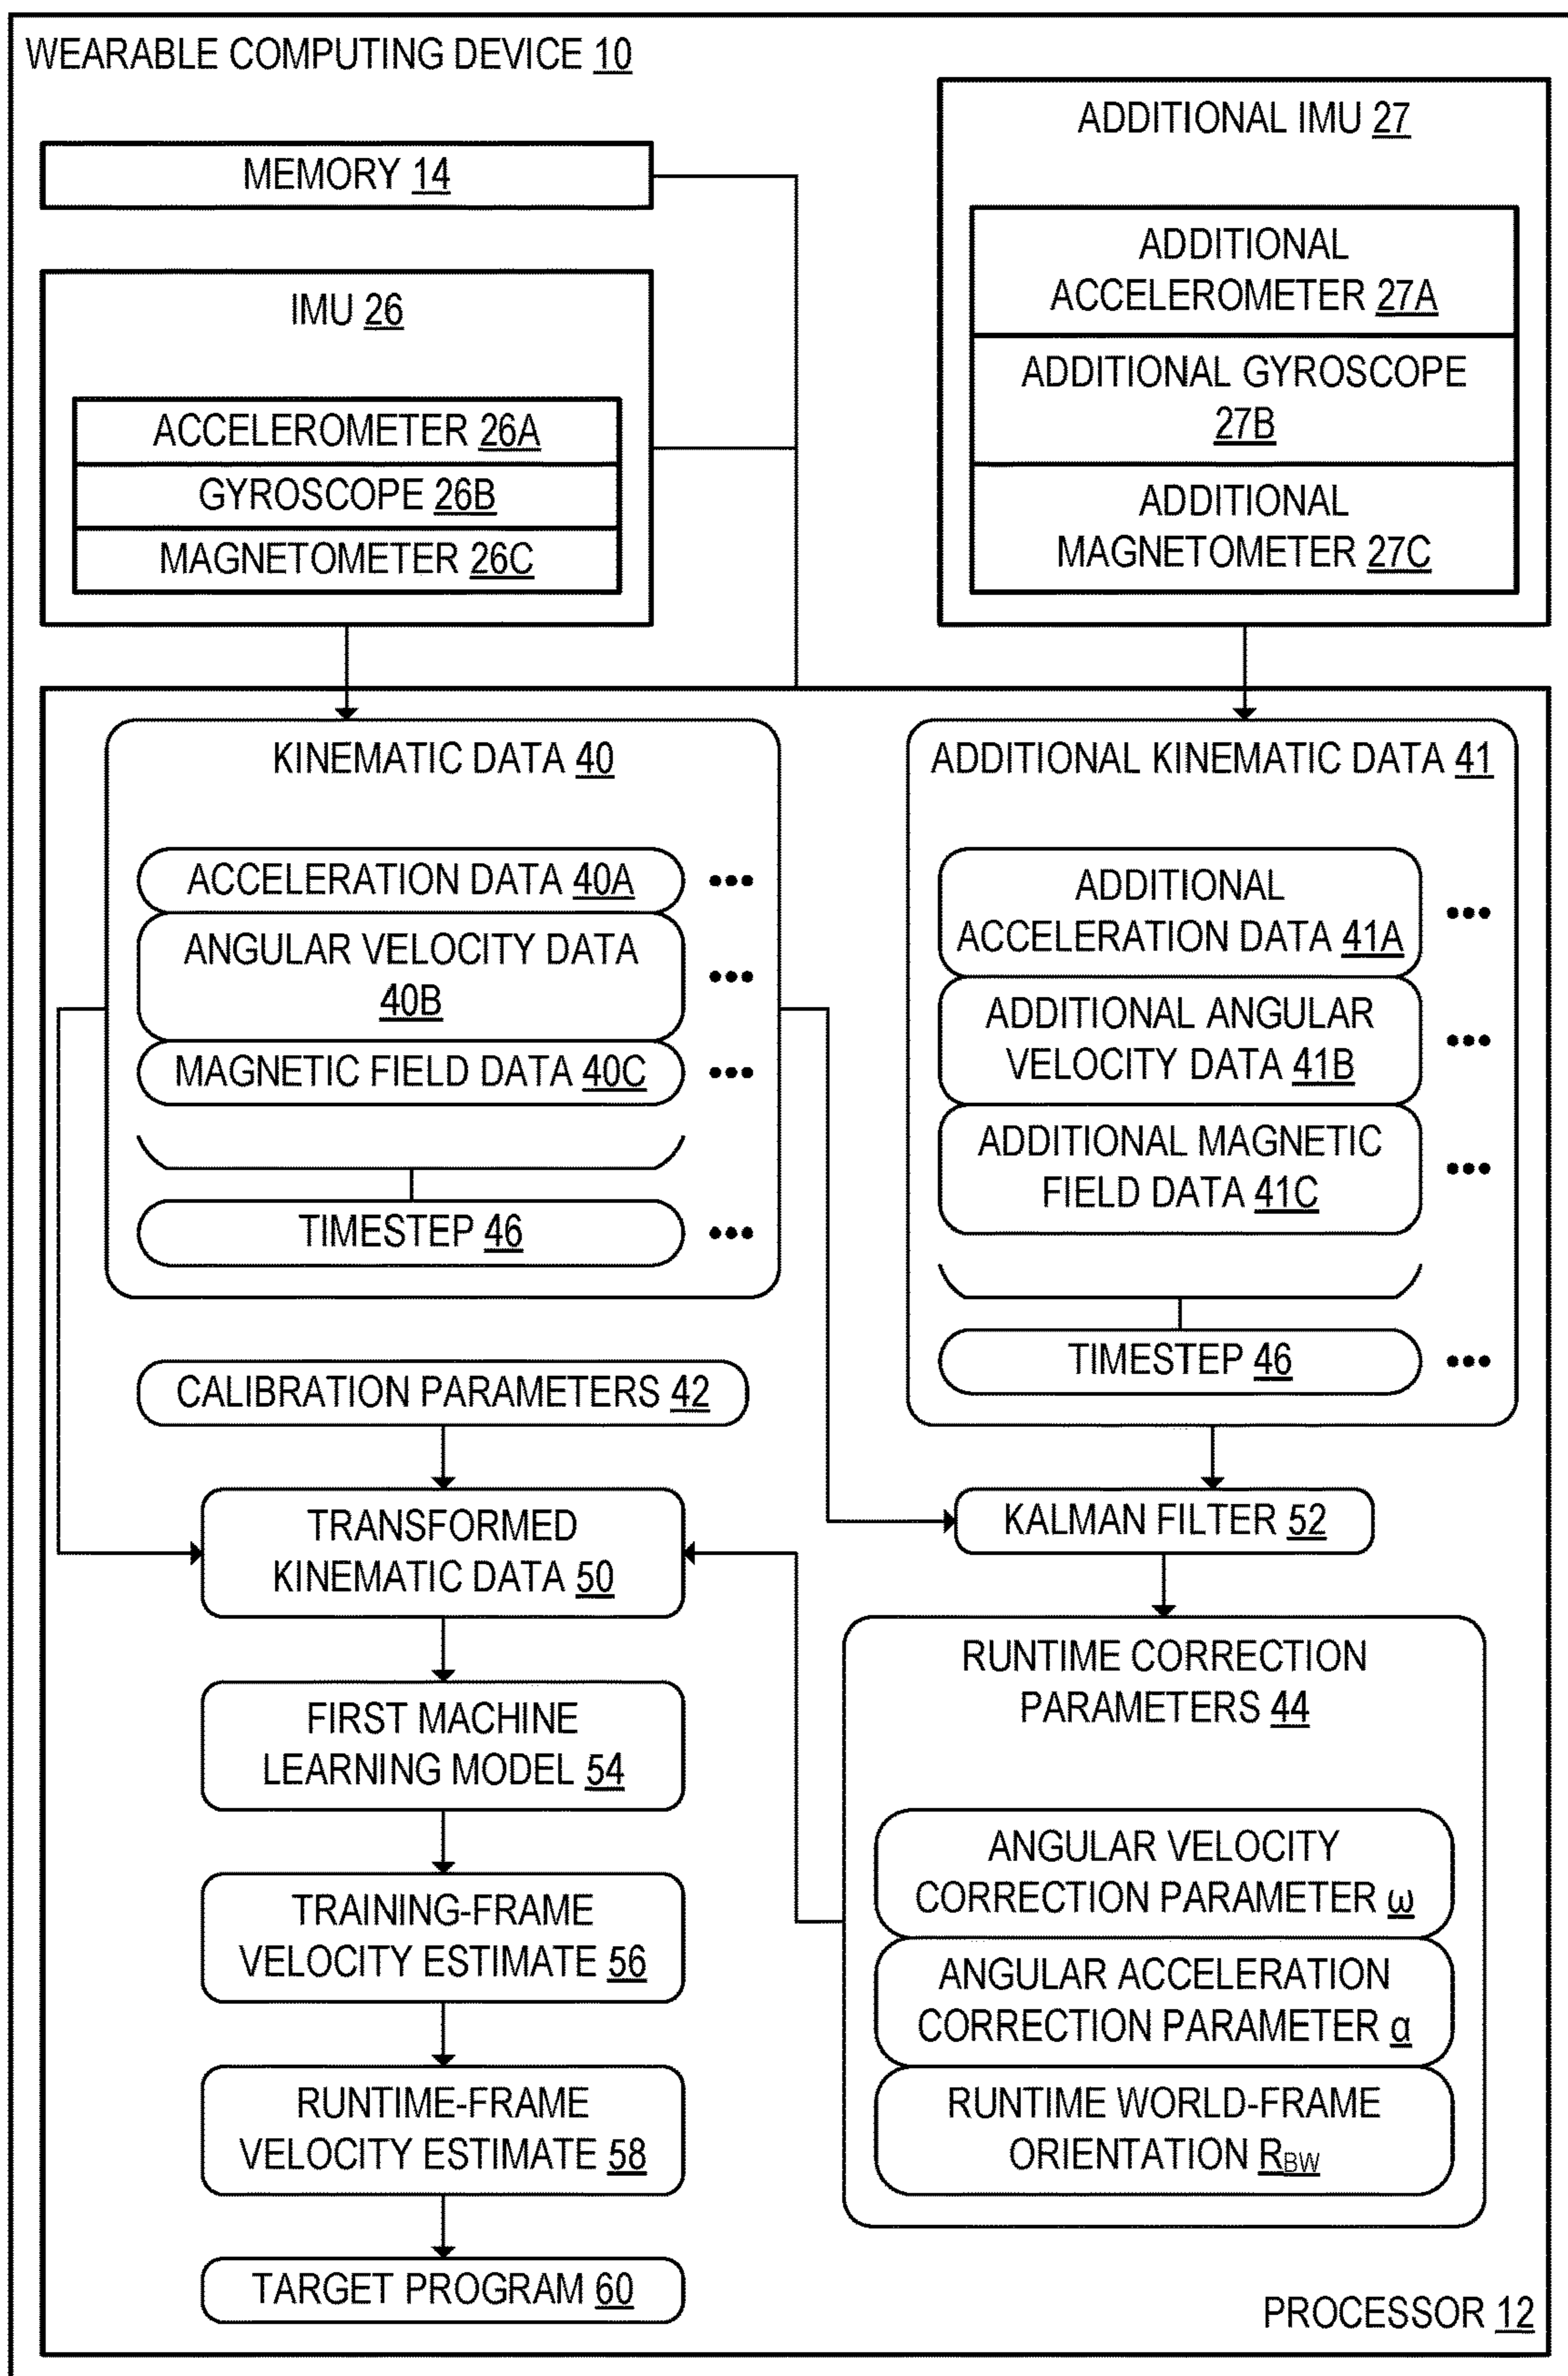 WEARABLE COMPUTING DEVICE 10
MEMORY 14
IMU 26
ACCELEROMETER 26A
GYROSCOPE 26B
MAGNETOMETER 26C
ADDITIONAL IMU 27
ADDITIONAL
ACCELEROMETER 27A
ADDITIONAL GYROSCOPE
27B
ADDITIONAL
MAGNETOMETER 27C
KINEMATIC DATA 40
ACCELERATION DATA 40A
ANGULAR VELOCITY DATA
40B
MAGNETIC FIELD DATA 40C
TIMESTEP 46
ADDITIONAL KINEMATIC DATA 41
ADDITIONAL
ACCELERATION DATA 41A
ADDITIONAL ANGULAR
VELOCITY DATA 41B
ADDITIONAL MAGNETIC
FIELD DATA 41C
TIMESTEP 46
CALIBRATION PARAMETERS 42
TRANSFORMED
KINEMATIC DATA 50
KALMAN FILTER 52
FIRST MACHINE
LEARNING MODEL 54
TRAINING-FRAME
VELOCITY ESTIMATE 56
RUNTIME-FRAME
VELOCITY ESTIMATE 58
TARGET PROGRAM 60
RUNTIME CORRECTION
PARAMETERS 44
ANGULAR VELOCITY
CORRECTION PARAMETER ω
ANGULAR ACCELERATION
CORRECTION PARAMETER α
RUNTIME WORLD-FRAME
ORIENTATION RBW
PROCESSOR 12